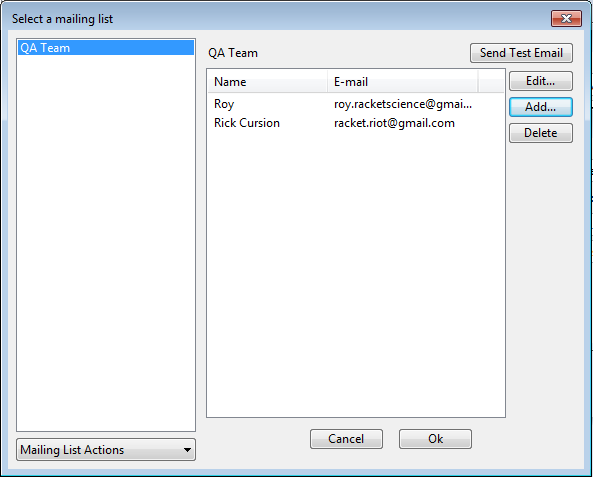 Select a mailing list
QA Team
QA Team
Send Test Email
Name E-mail
Edit...
Roy roy.racketscience@gmai...
Add...
Rick Cursion racket.riot@gmail.com
Delete
Mailing List Actions
Cancel
Ok